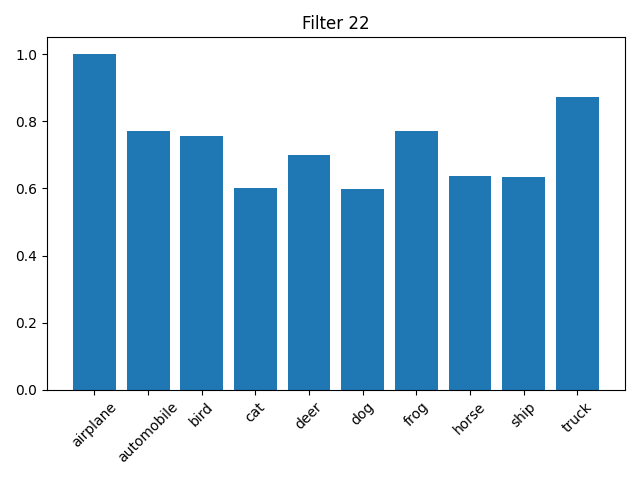 Filter 22
1.0
0.8
0.6
0.4
0.2
0.0
airplane
automobile
bird
cat
deer
dog
frog
horse
ship
truck